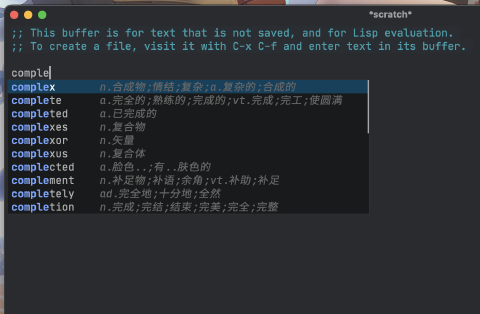 *scratch*
;; This buffer is for text that is not saved, and for Lisp evaluation.
;; To create a file, visit it with C-x C-f and enter text in its buffer.
comple
complex n.合成物;情结;复杂;a.复杂的;合成的
complete a.完全的;熟练的;完成的;vt.完成;完工;使圆满
completed a.已完成的
complexes n.复合物
complexor n.矢量
complexus n.复合体
complected a.脸色..;有..肤色的
complement n.补足物;补语;余角;vt.补助;补足
completely ad.完全地;十分地;全然
completion n.完成;完结;结束;完美;完全;完整